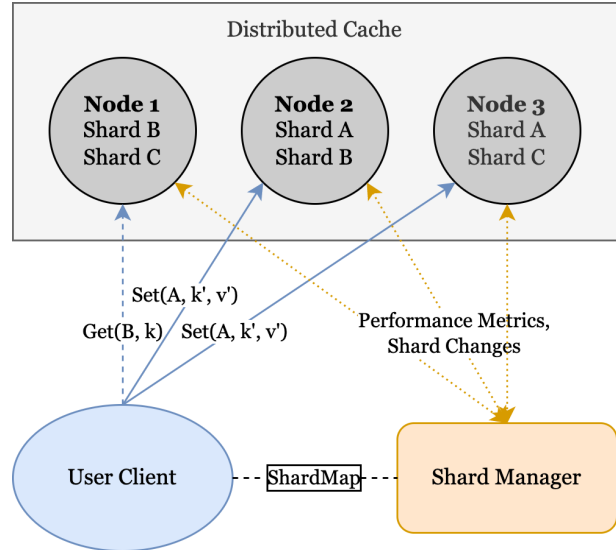 Distributed Cache
Node 1
Shard B
Shard C
Node 2
Shard A
Shard B
Node 3
Shard A
Shard C
Set(A, k', v')
Get(B, k)
Set(A, k', v')
Performance Metrics,
Shard Changes
User Client
ShardMap
Shard Manager